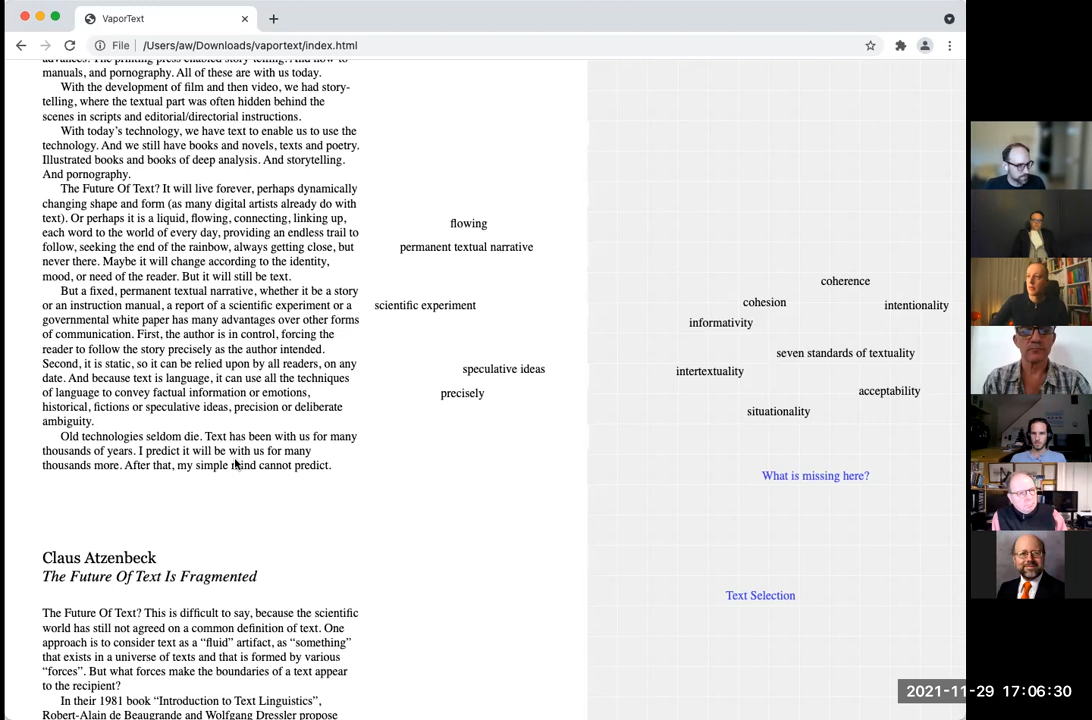 VaporText
File
/Users/aw/Downloads/vaportext/index.html
manuals, and pornography. All of these are with us today.
With the development of film and then video, we had story-
telling, where the textual part was often hidden behind the
scenes in scripts and editorial/directorial instructions.
With today's technology, we have text to enable us to use the
technology. And we still have books and novels, texts and poetry.
Illustrated books and books of deep analysis. And storytelling.
And pornography.
The Future Of Text? It will live forever, perhaps dynamically
changing shape and form (as many digital artists already do with
text). Or perhaps it is a liquid, flowing, connecting, linking up,
each word to the world of every day, providing an endless trail to
follow, seeking the end of the rainbow, always getting close, but
never there. Maybe it will change according to the identity,
mood, or need of the reader. But it will still be text.
But a fixed, permanent textual narrative, whether it be a story
or an instruction manual, a report of a scientific experiment or a
governmental white paper has many advantages over other forms
of communication. First, the author is in control, forcing the
reader to follow the story precisely as the author intended.
Second, it is static, so it can be relied upon by all readers, on any
date. And because text is language, it can use all the techniques
of language to convey factual information or emotions,
historical, fictions or speculative ideas, precision or deliberate
ambiguity.
Old technologies seldom die. Text has been with us for many
thousands of years. I predict it will be with us for many
thousands more. After that, my simple mind cannot predict.
Claus Atzenbeck
The Future Of Text Is Fragmented
The Future Of Text? This is difficult to say, because the scientific
world has still not agreed on a common definition of text. One
approach is to consider text as a “fluid” artifact, as “something”
that exists in a universe of texts and that is formed by various
“forces”. But what forces make the boundaries of a text appear
to the recipient?
In their 1981 book “Introduction to Text Linguistics”,
Robert-Alain de Beaugrande and Wolfgang Dressler propose
flowing
permanent textual narrative
scientific experiment
speculative ideas
precisely
coherence
cohesion
intentionality
informativity
seven standards of textuality
intertextuality
acceptability
situationality
What is missing here?
Text Selection
2021-11-29 17:06:30